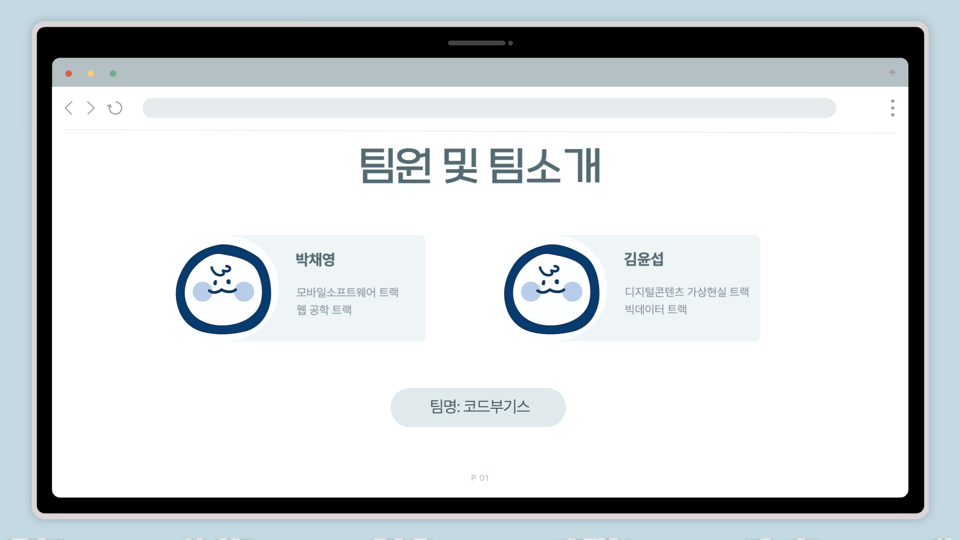 팀원 및 팀소개
박채영
모바일소프트웨어 트랙
웹 공학 트랙
김윤섭
디지털콘텐츠 가상현실 트랙
빅데이터 트랙
팀명: 코드부기스
P 01